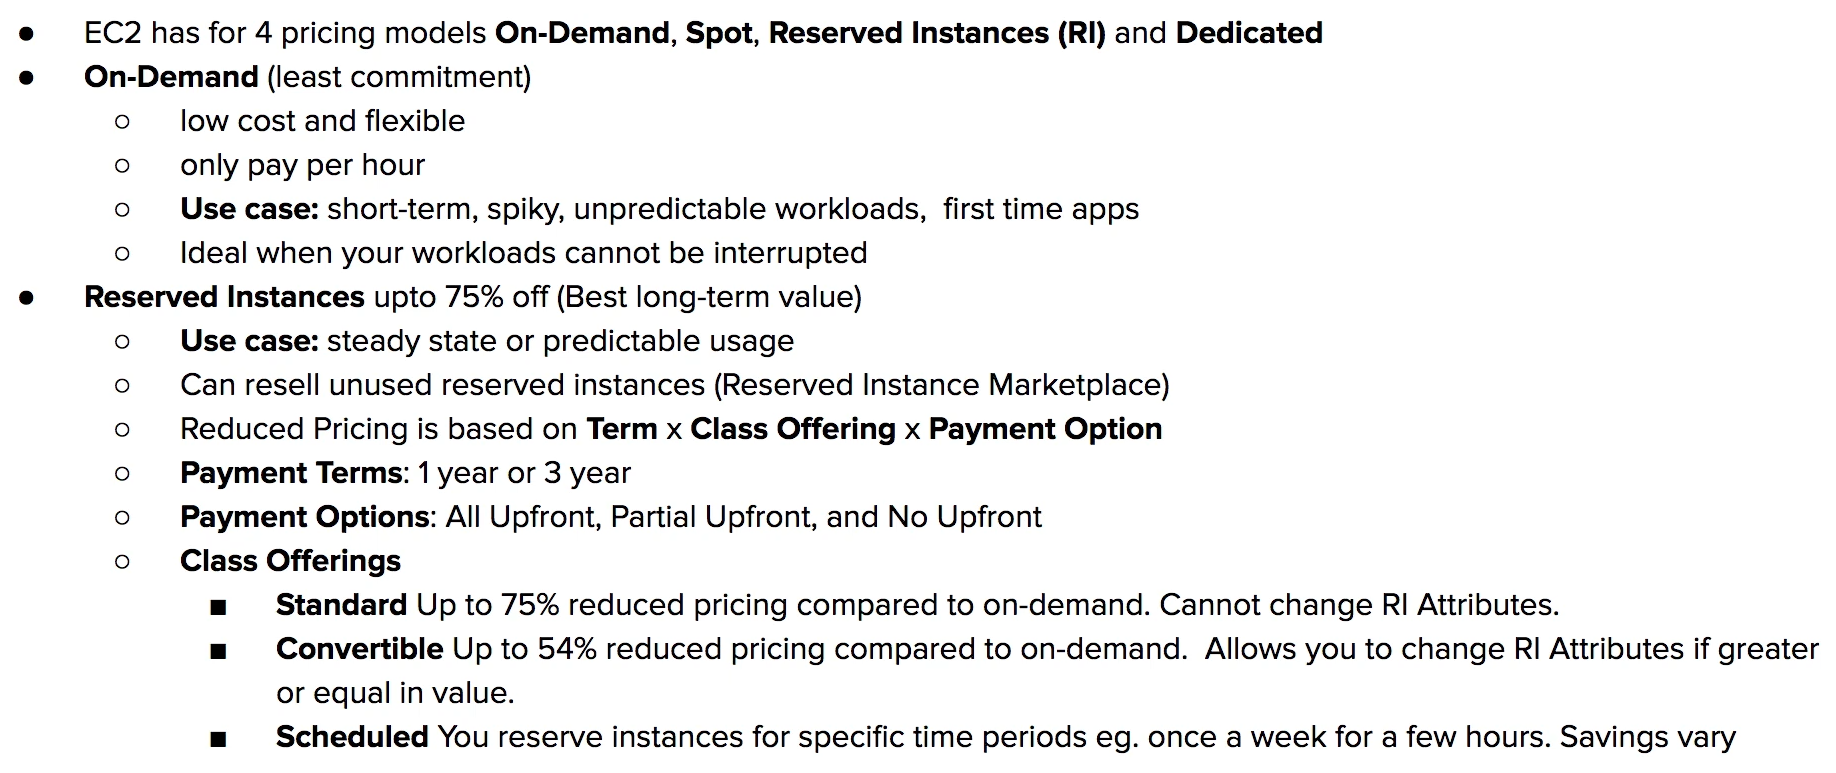 ● EC2 has for 4 pricing models On-Demand, Spot, Reserved Instances (RI) and Dedicated
● On-Demand (least commitment)
○ low cost and flexible
○ only pay per hour
○ Use case: short-term, spiky, unpredictable workloads,  first time apps
○ Ideal when your workloads cannot be interrupted
● Reserved Instances upto 75% off (Best long-term value)
○ Use case: steady state or predictable usage
○ Can resell unused reserved instances (Reserved Instance Marketplace)
○ Reduced Pricing is based on Term x Class Offering x Payment Option
○ Payment Terms: 1 year or 3 year
○ Payment Options: All Upfront, Partial Upfront, and No Upfront
○ Class Offerings
■ Standard Up to 75% reduced pricing compared to on-demand. Cannot change RI Attributes.
■ Convertible Up to 54% reduced pricing compared to on-demand.  Allows you to change RI Attributes if greater
or equal in value.
■ Scheduled You reserve instances for specific time periods eg. once a week for a few hours. Savings vary